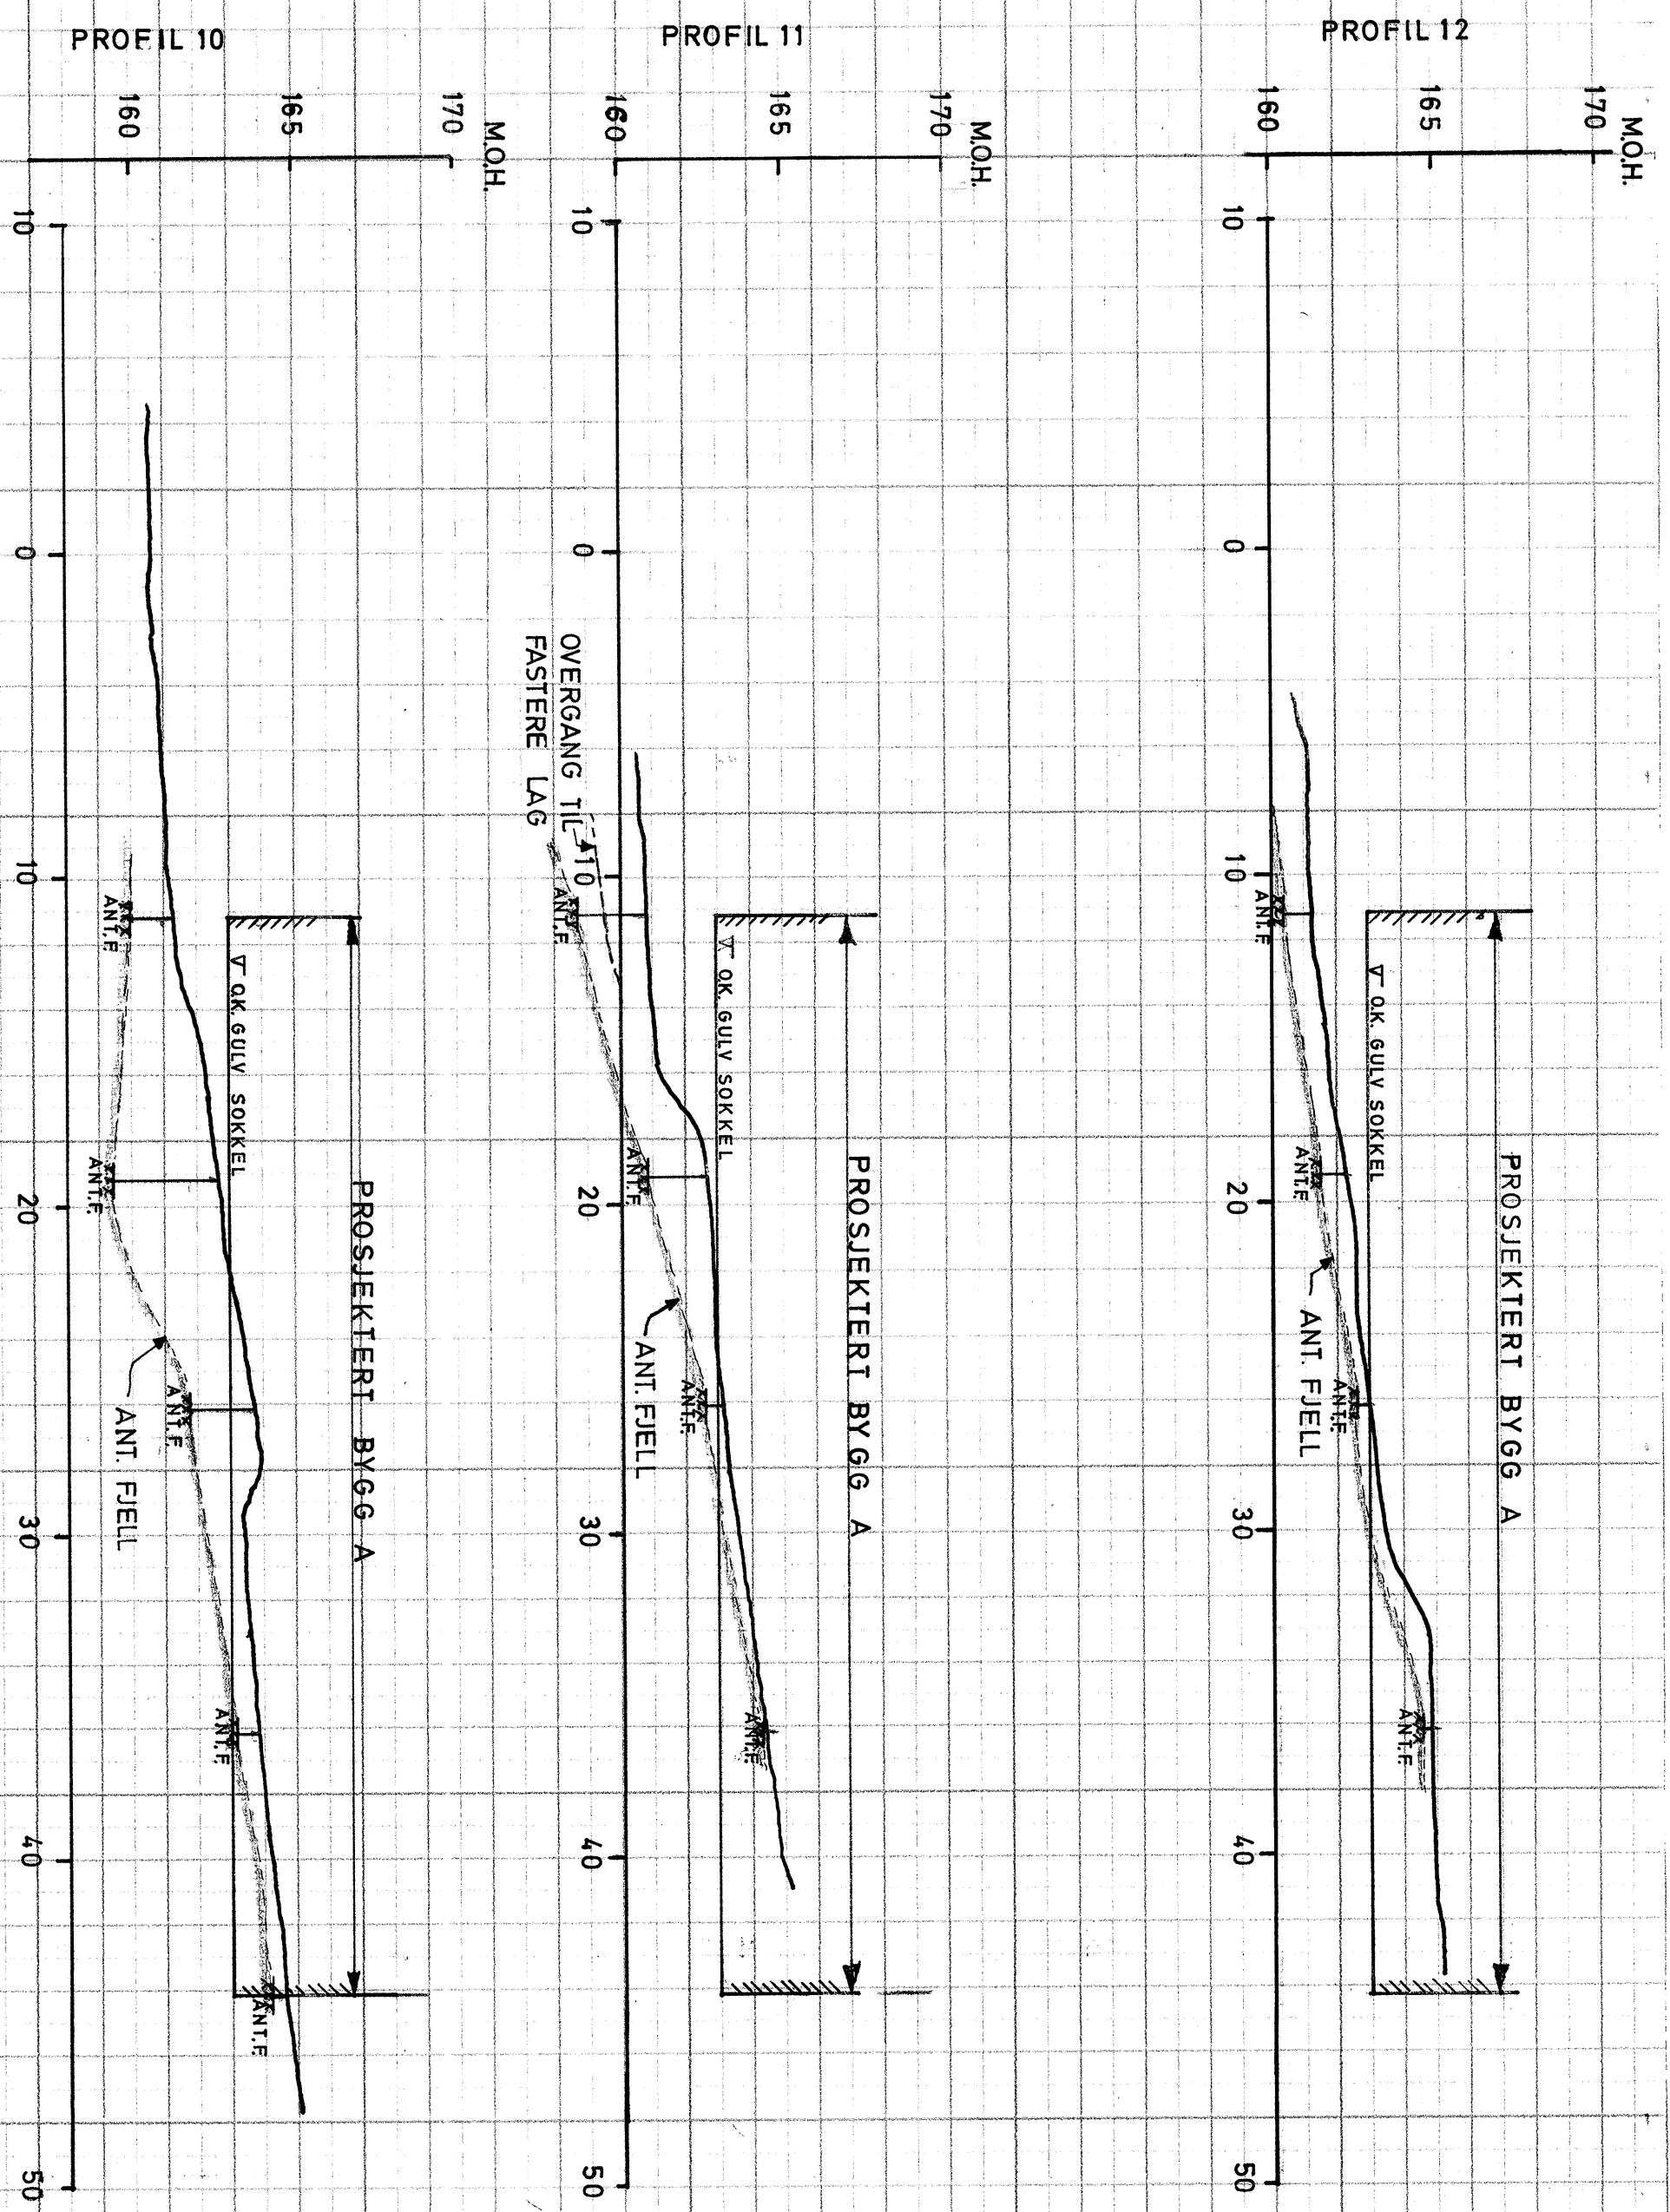 PROFIL 12
M.O.H.
170
165
160
PROSJEKTERT BYGG A
▽ O.K. GULV SOKKEL
ANT.F.
ANT.F.
ANT.F.
ANT.F.
ANT. FJELL
10
0
10
20
30
40
50
PROFIL 11
M.O.H.
170
165
160
PROSJEKTERT BYGG A
▽ O.K. GULV SOKKEL
ANT.F.
ANT.F.
ANT.F.
ANT.F.
ANT. FJELL
OVERGANG TIL
FASTERE LAG
10
0
10
20
30
40
50
PROFIL 10
M.O.H.
170
165
160
PROSJEKTERT BYGG A
▽ O.K. GULV SOKKEL
ANT.F.
ANT.F.
ANT.F.
ANT.F.
ANT.F.
ANT. FJELL
10
0
10
20
30
40
50